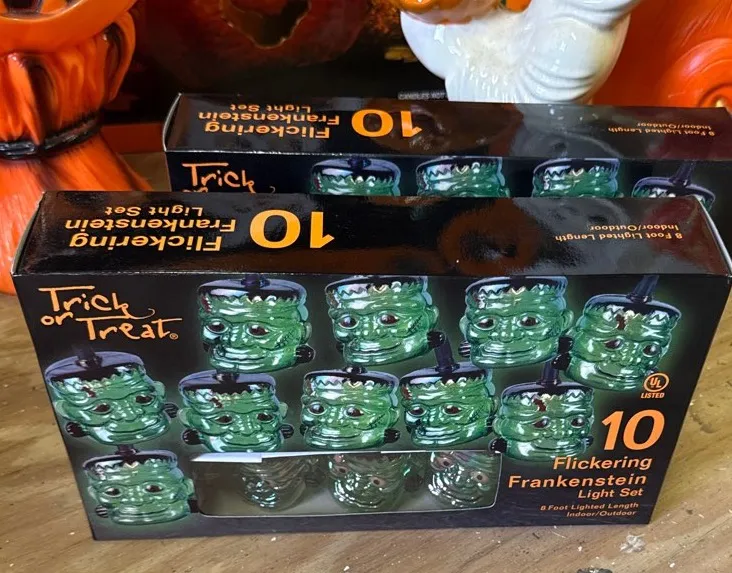 10
Flickering
Frankenstein
Light Set
8 Foot Lighted Length
Indoor/Outdoor
Trick
or
10
Flickering
Frankenstein
Light Set
8 Foot Lighted Length
Indoor/Outdoor
Trick
or Treat®
UL
LISTED
10
Flickering
Frankenstein
Light Set
8 Foot Lighted Length
Indoor/Outdoor